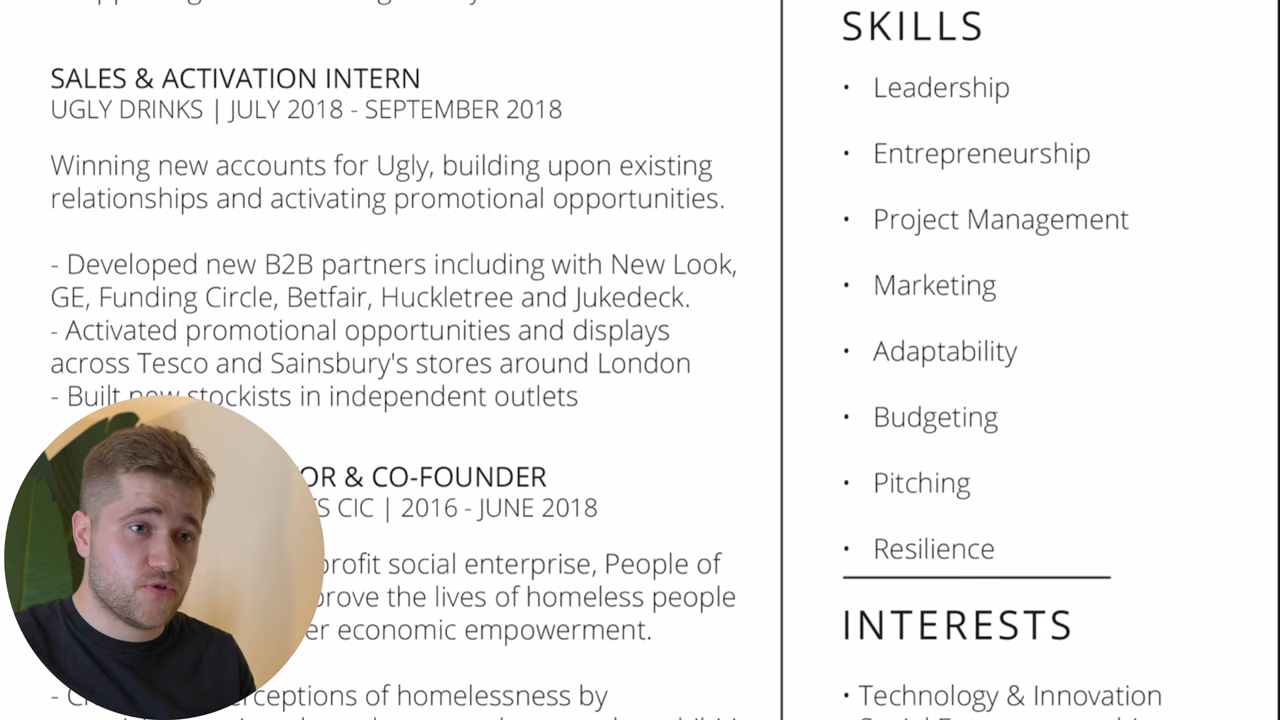 SALES & ACTIVATION INTERN
UGLY DRINKS | JULY 2018 - SEPTEMBER 2018
Winning new accounts for Ugly, building upon existing
relationships and activating promotional opportunities.
- Developed new B2B partners including with New Look,
GE, Funding Circle, Betfair, Huckletree and Jukedeck.
- Activated promotional opportunities and displays
across Tesco and Sainsbury's stores around London
- Built new stockists in independent outlets
& CO-FOUNDER
CIC | 2016 - JUNE 2018
profit social enterprise, People of
the lives of homeless people
economic empowerment.
of homelessness by
SKILLS
• Leadership
• Entrepreneurship
• Project Management
• Marketing
• Adaptability
• Budgeting
• Pitching
• Resilience
INTERESTS
• Technology & Innovation